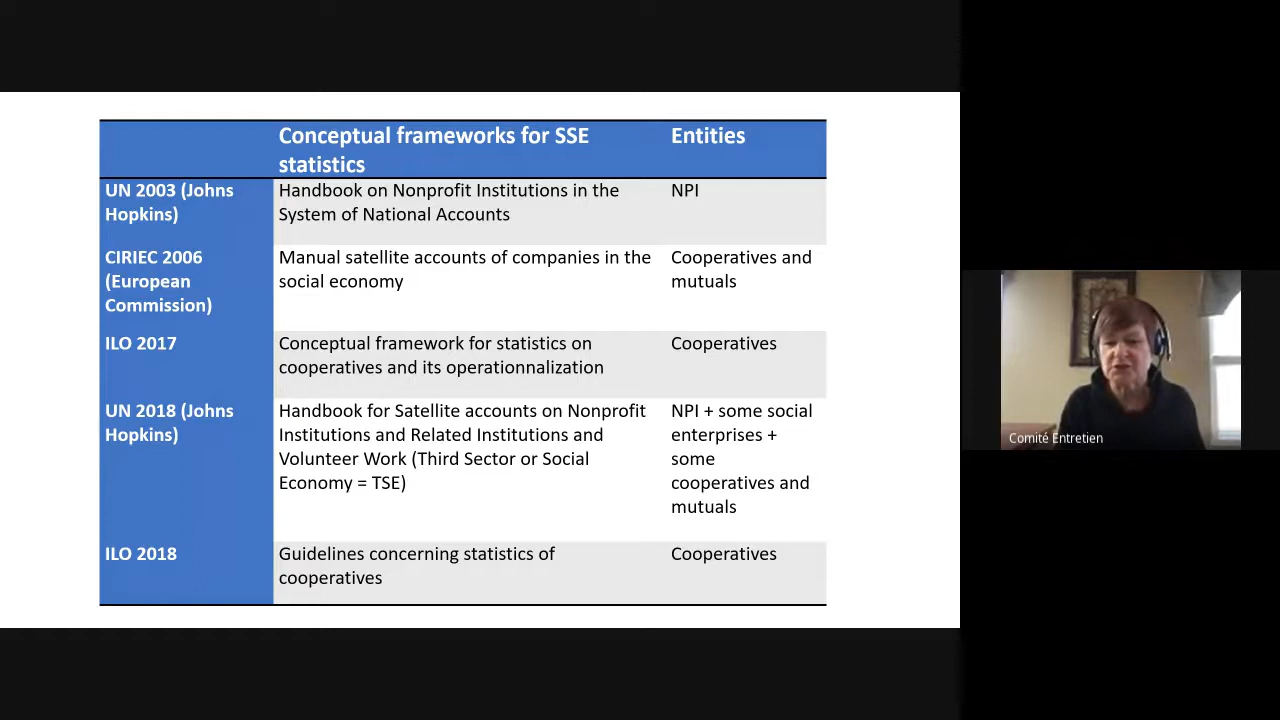 Conceptual frameworks for SSE
statistics
Entities
UN 2003 (Johns
Hopkins)
Handbook on Nonprofit Institutions in the
System of National Accounts
NPI
CIRIEC 2006
(European
Commission)
Manual satellite accounts of companies in the
social economy
Cooperatives and
mutuals
ILO 2017
Conceptual framework for statistics on
cooperatives and its operationnalization
Cooperatives
UN 2018 (Johns
Hopkins)
Handbook for Satellite accounts on Nonprofit
Institutions and Related Institutions and
Volunteer Work (Third Sector or Social
Economy = TSE)
NPI + some social
enterprises +
some
cooperatives and
mutuals
ILO 2018
Guidelines concerning statistics of
cooperatives
Cooperatives
Comité Entretien